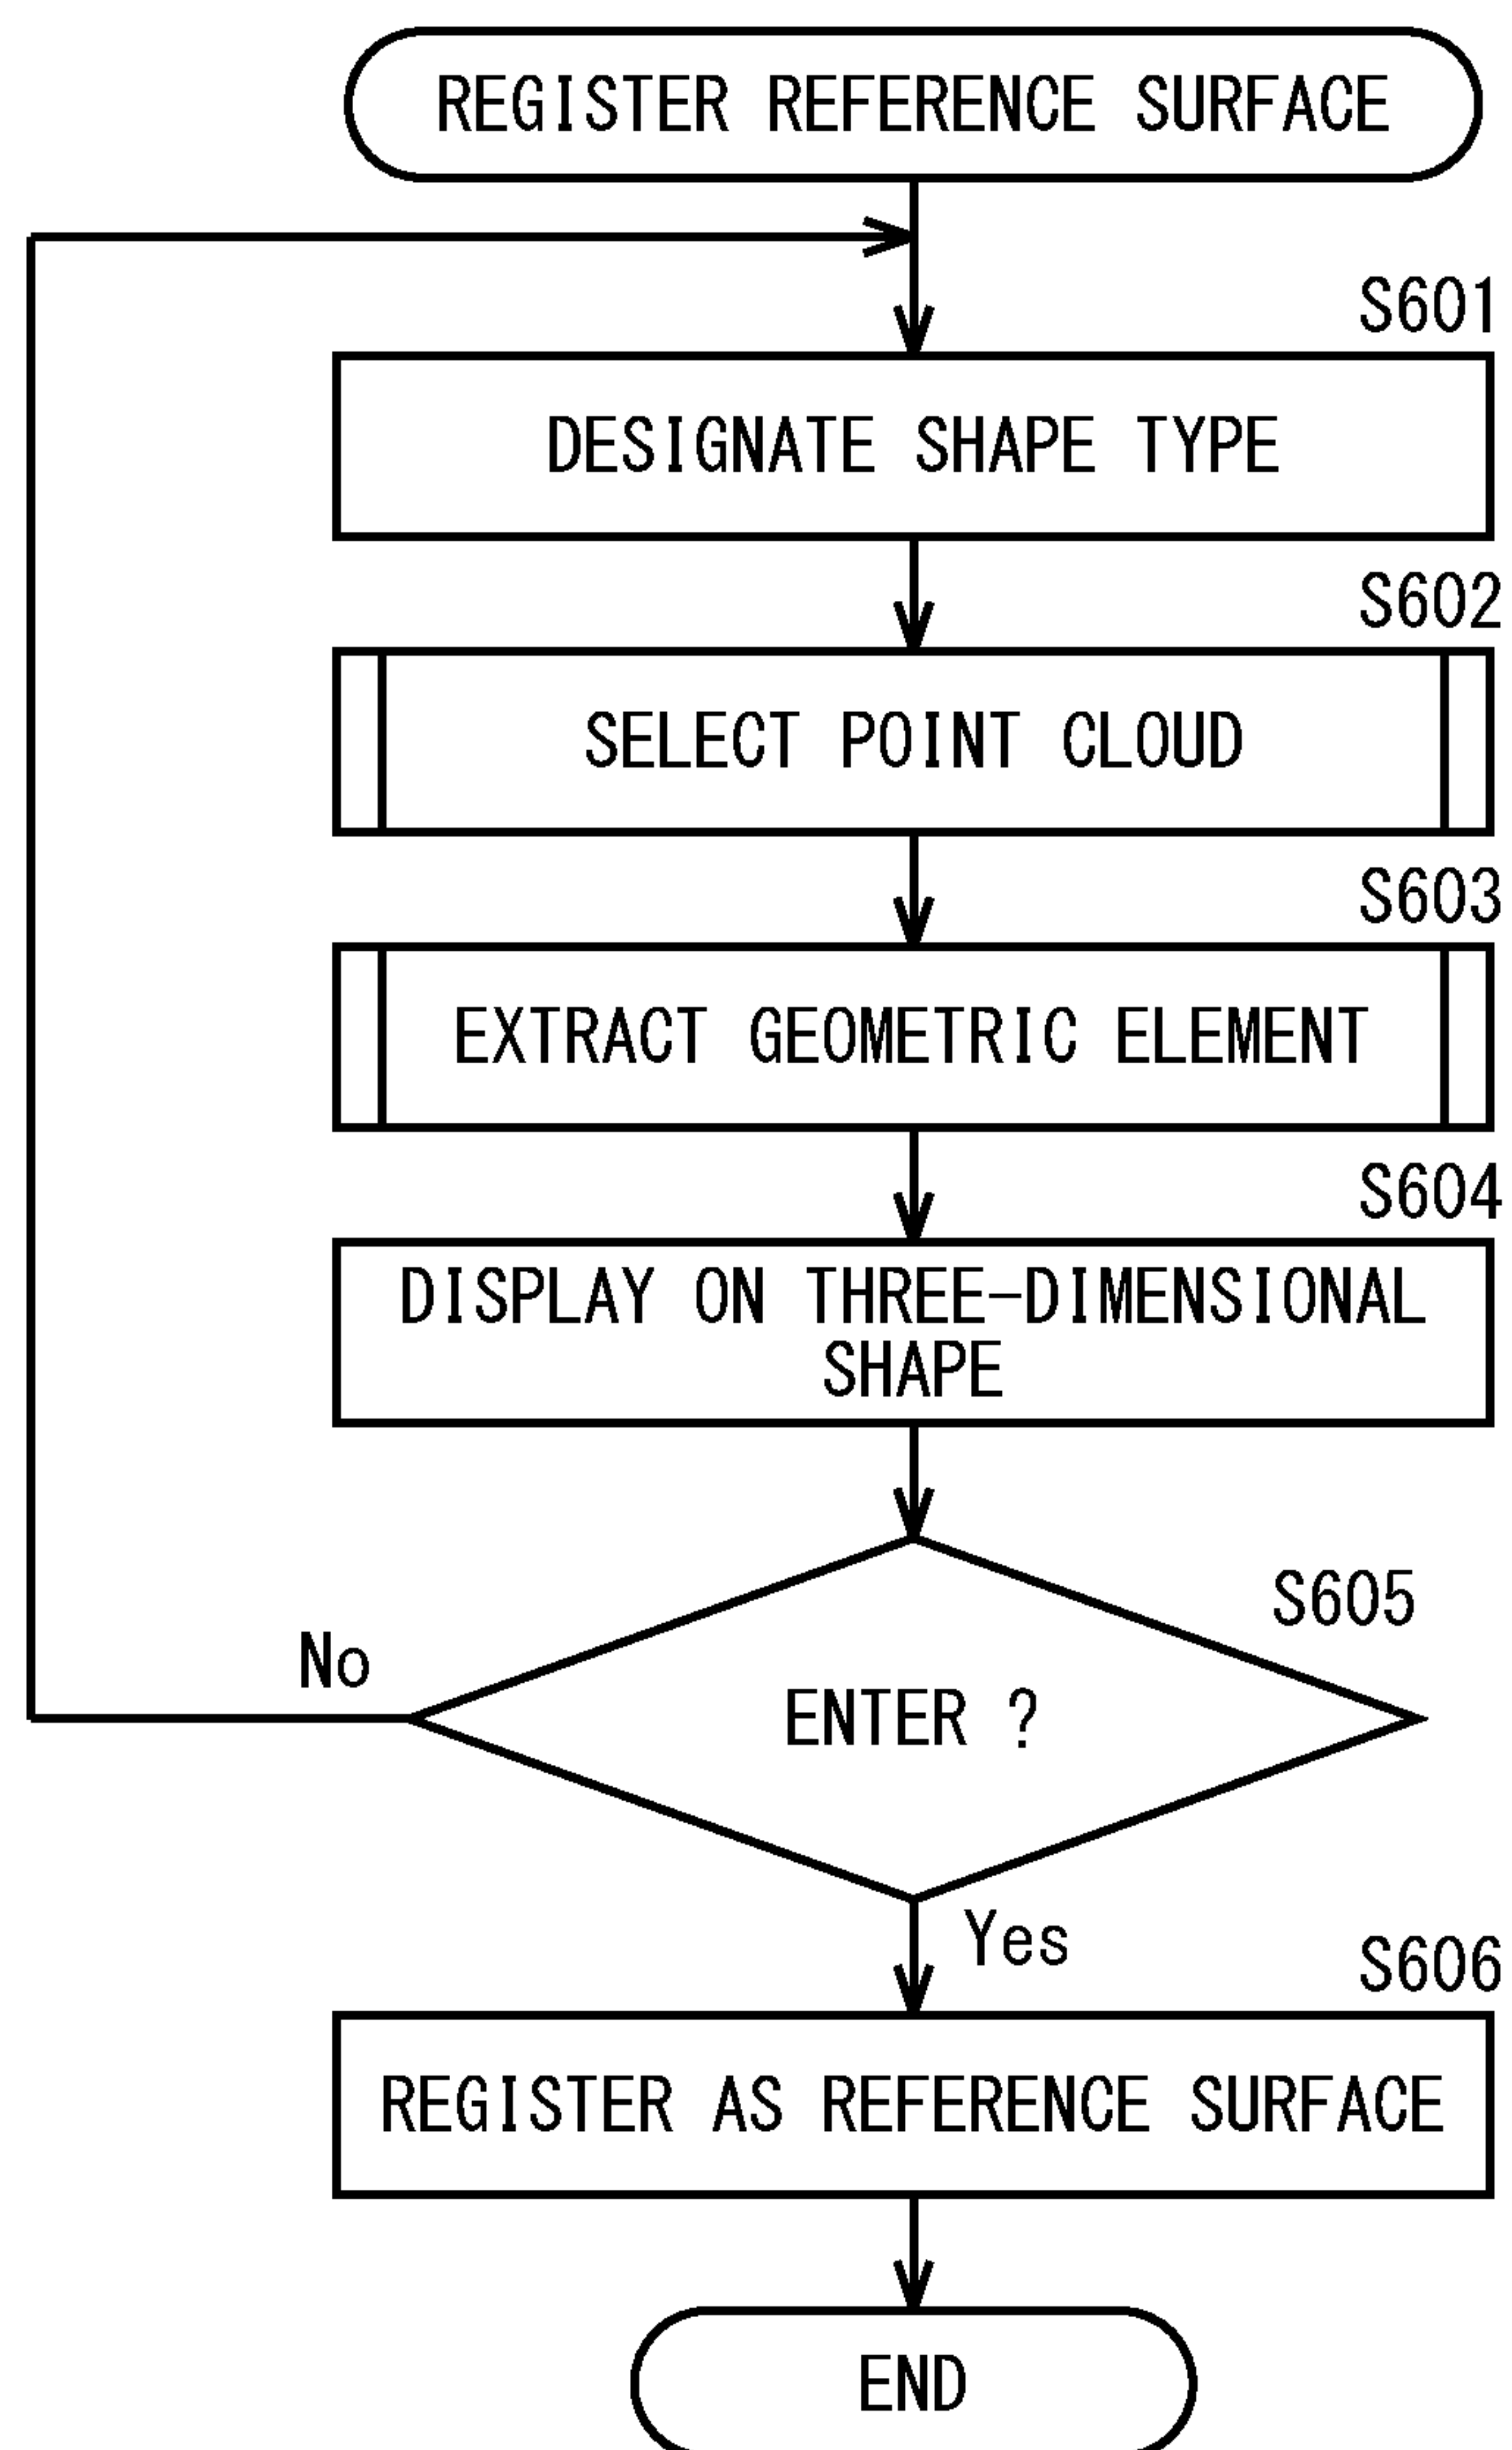 REGISTER REFERENCE SURFACE
S601
DESIGNATE SHAPE TYPE
S602
SELECT POINT CLOUD
S603
EXTRACT GEOMETRIC ELEMENT
S604
DISPLAY ON THREE-DIMENSIONAL
SHAPE
S605
No
ENTER ?
Yes
S606
REGISTER AS REFERENCE SURFACE
END